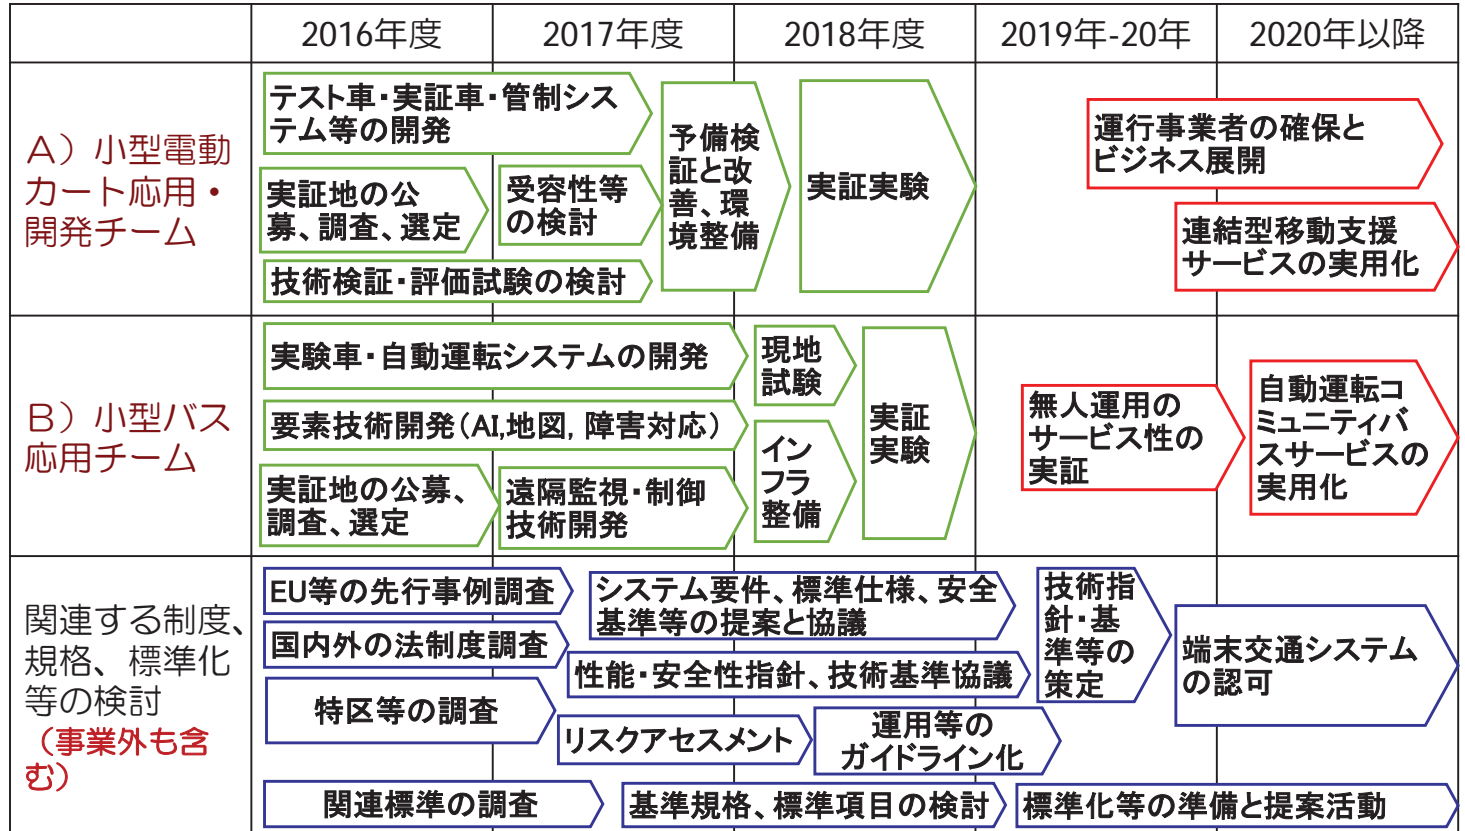 2016年度
2017年度
2018年度
2019年-20年
2020年以降
A）小型電動
カート応用・
開発チーム
テスト車・実証車・管制シス
テム等の開発
実証地の公
募、調査、選定
受容性等
の検討
技術検証・評価試験の検討
予備検
証と改
善、環
境整備
実証実験
運行事業者の確保と
ビジネス展開
連結型移動支援
サービスの実用化
B）小型バス
応用チーム
実験車・自動運転システムの開発
要素技術開発（AI,地図, 障害対応）
実証地の公募、
調査、選定
遠隔監視・制御
技術開発
現地
試験
イン
フラ
整備
実証
実験
無人運用の
サービス性の
実証
自動運転コ
ミュニティバ
スサービスの
実用化
関連する制度、
規格、標準化
等の検討
（事業外も含
む）
EU等の先行事例調査
国内外の法制度調査
特区等の調査
関連標準の調査
システム要件、標準仕様、安全
基準等の提案と協議
性能・安全性指針、技術基準協議
リスクアセスメント
運用等の
ガイドライン化
基準規格、標準項目の検討
技術指
針・基
準等の
策定
端末交通システム
の認可
標準化等の準備と提案活動